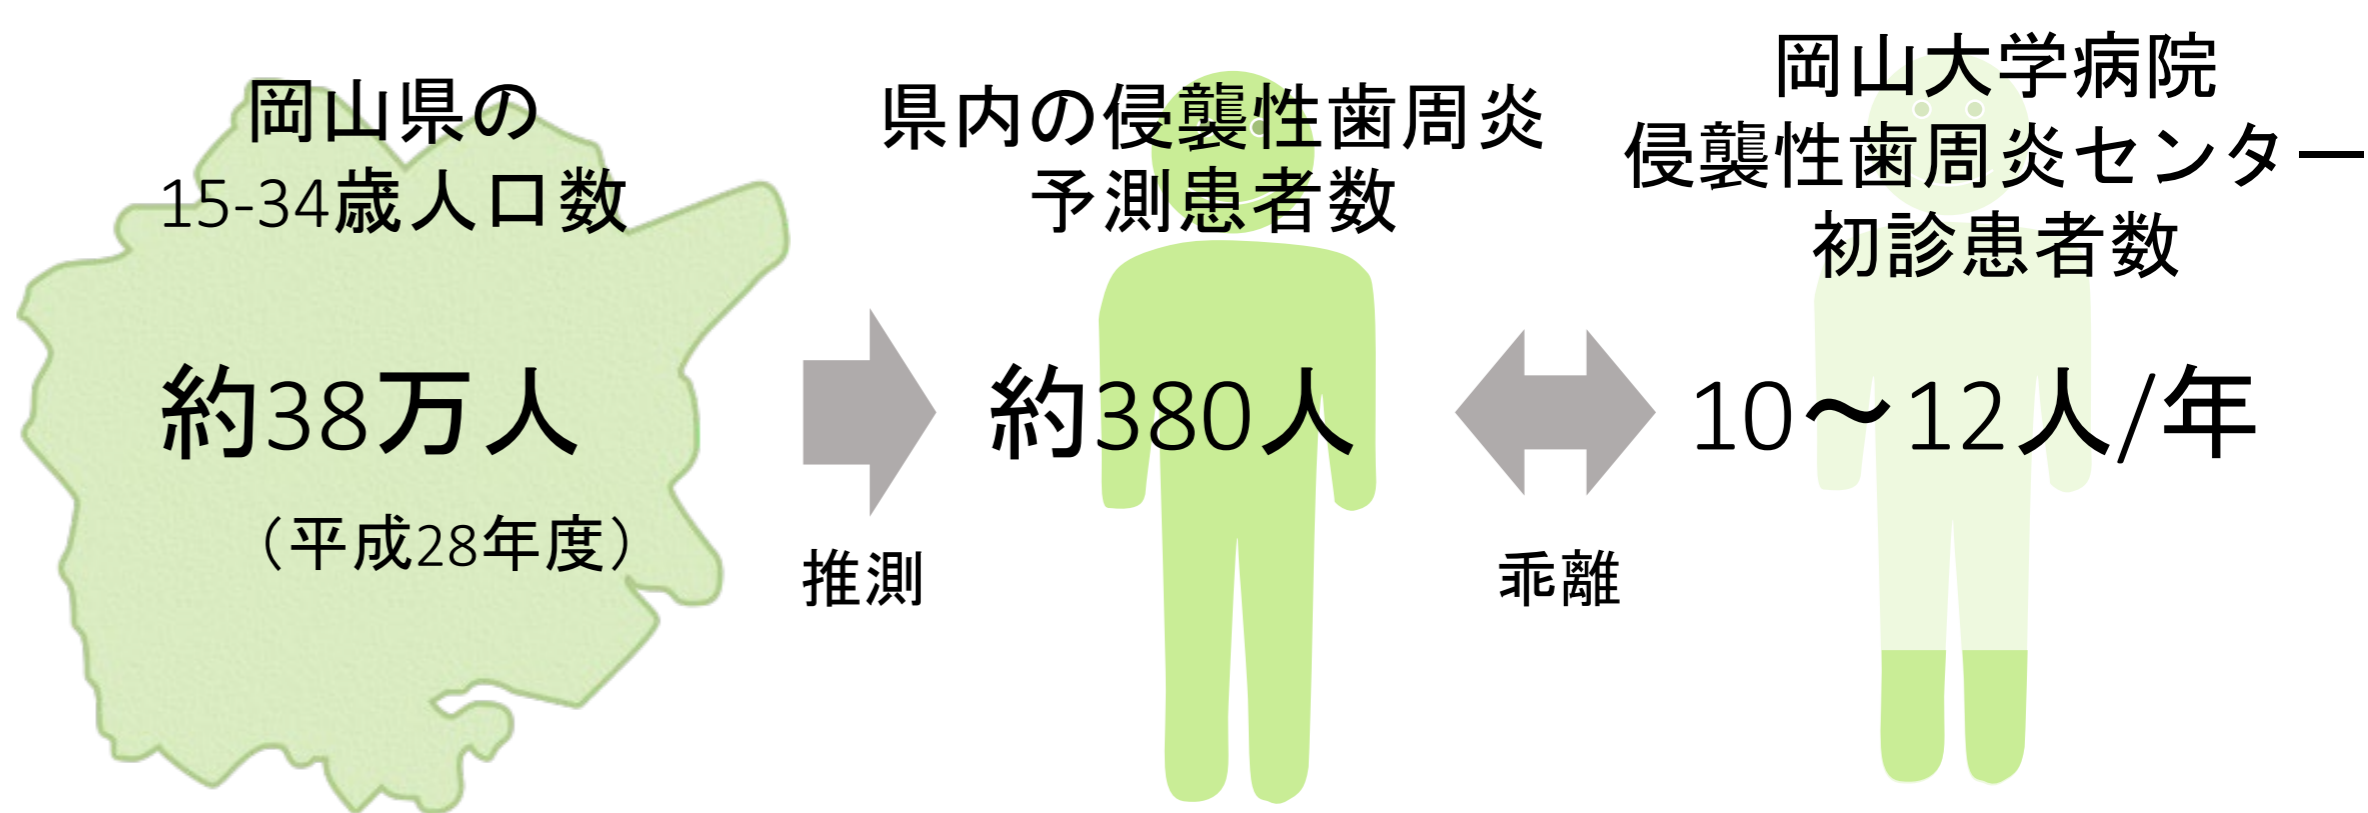 岡山県の
15-34歳人口数
約38万人
（平成28年度）
推測
県内の侵襲性歯周炎
予測患者数
約380人
乖離
岡山大学病院
侵襲性歯周炎センター
初診患者数
10～12人/年